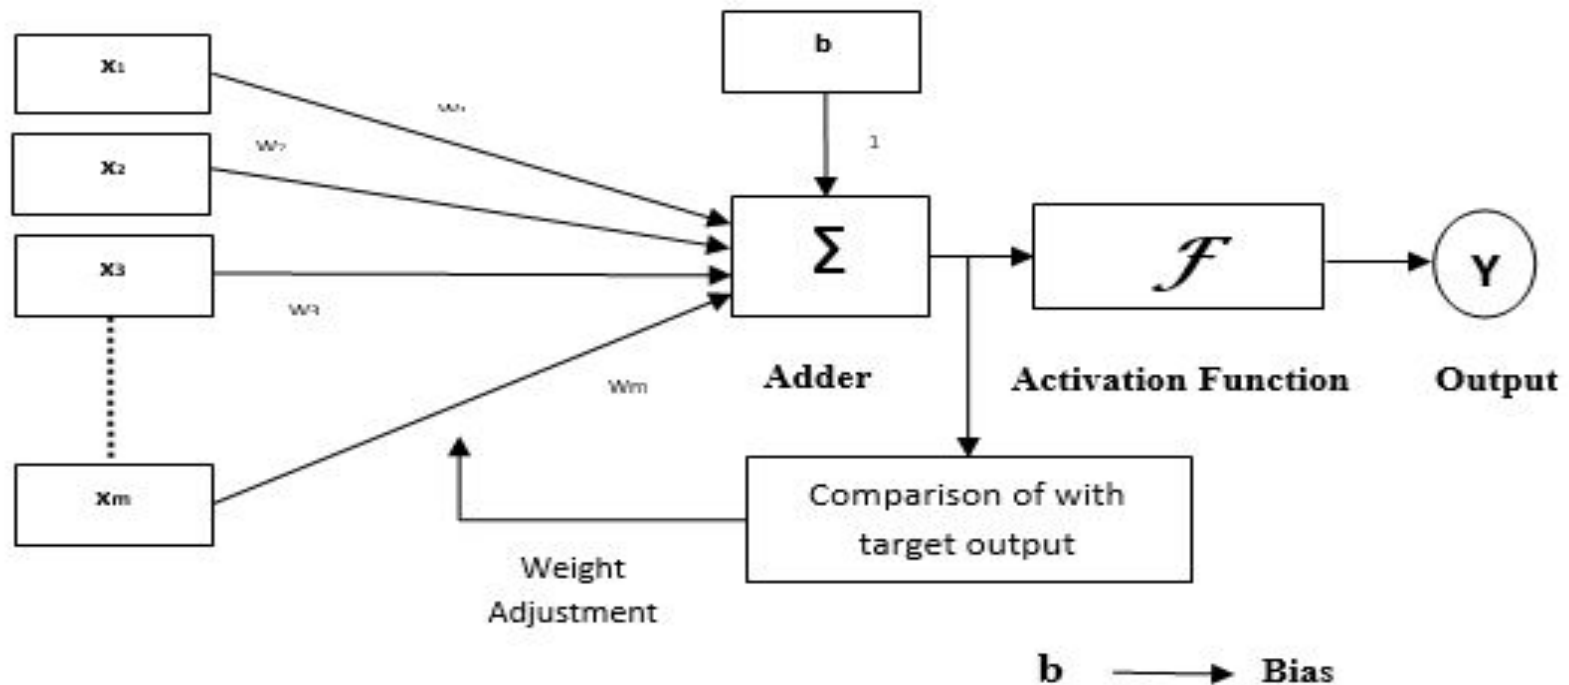 x1
b
w1
1
w2
x2
x3
Σ
ℱ
Y
w3
Adder
Activation Function
Output
wm
xm
Comparison of with
target output
Weight
Adjustment
b
Bias